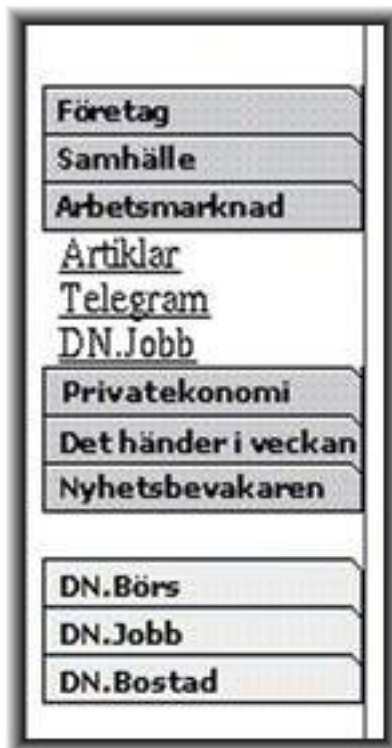 Företag
Samhälle
Arbetsmarknad
Artiklar
Telegram
DN.Jobb
Privatekonomi
Det händer i veckan
Nyhetsbevakaren
DN.Börs
DN.Jobb
DN.Bostad